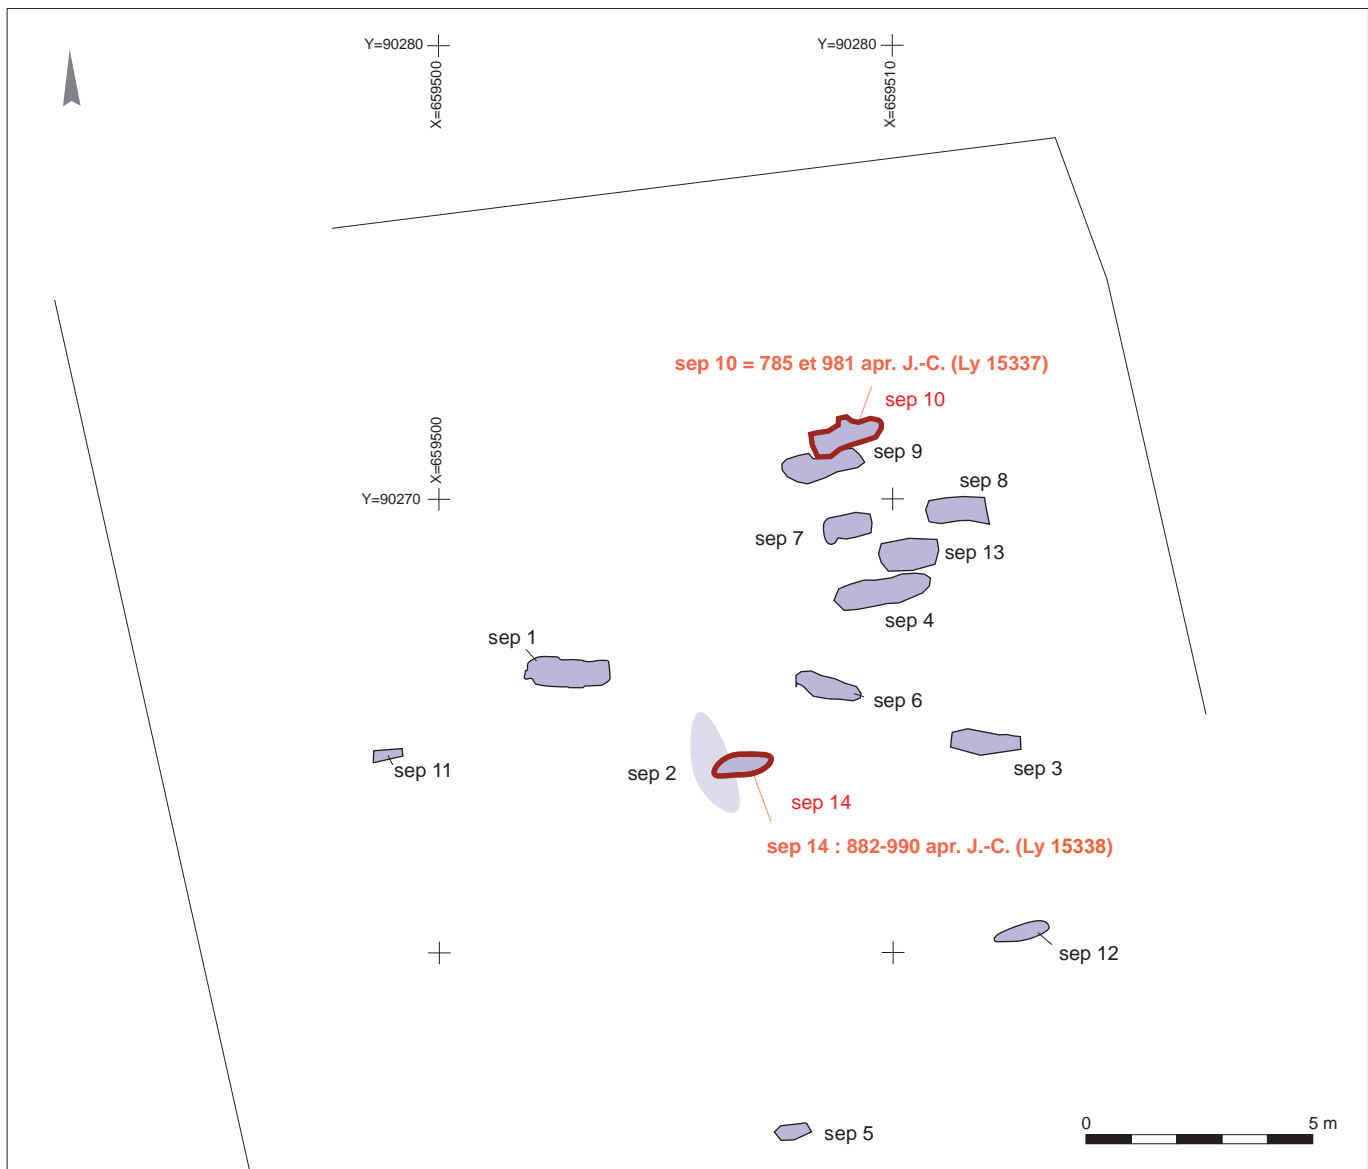 Y=90280
Y=90280
X=659500
X=659510
sep 10 = 785 et 981 apr. J.-C. (Ly 15337)
sep 10
sep 9
X=659500
Y=90270
sep 8
sep 7
sep 13
sep 4
sep 1
sep 6
sep 11
sep 2
sep 3
sep 14
sep 14 : 882-990 apr. J.-C. (Ly 15338)
sep 12
sep 5
0
5 m